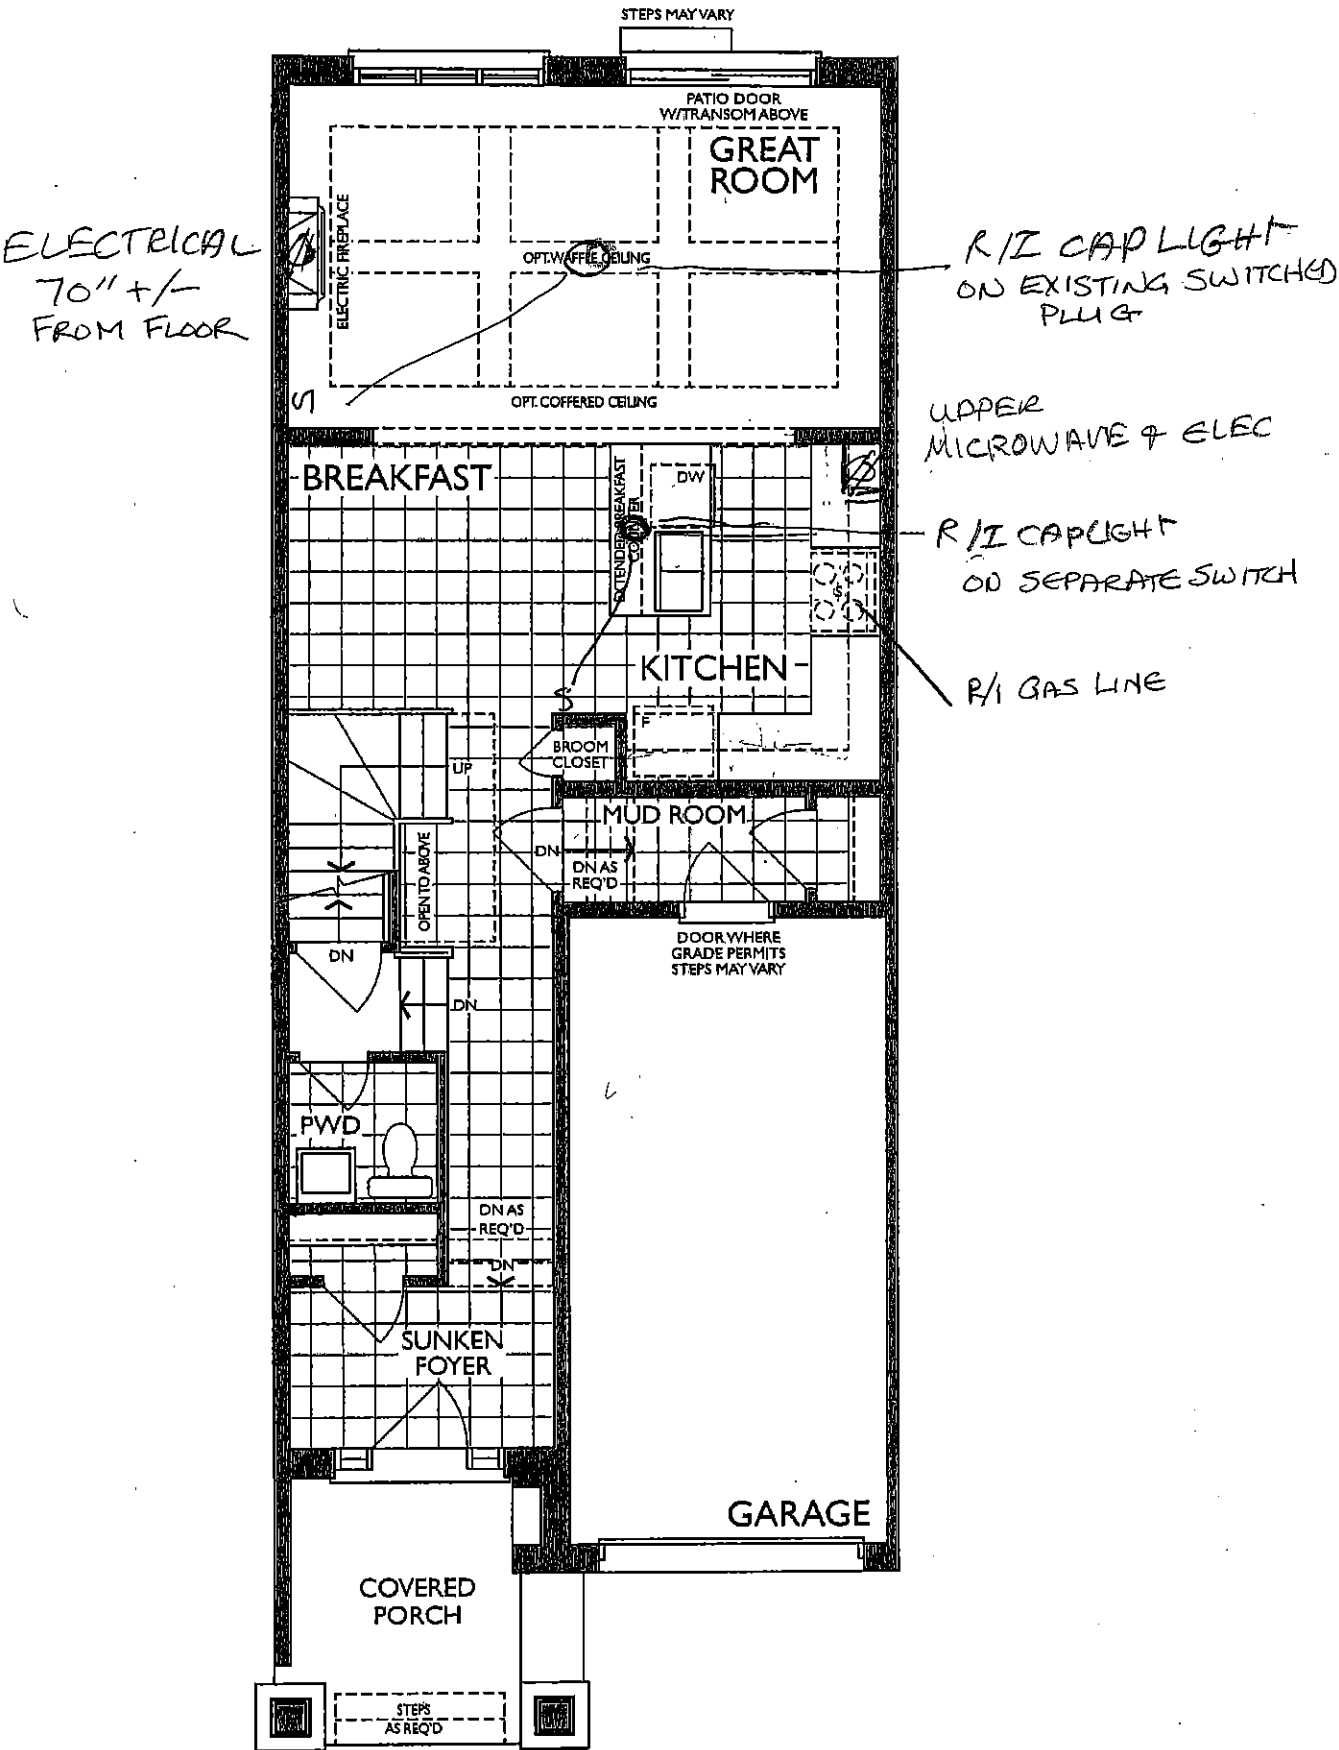 STEPS MAY VARY
PATIO DOOR
W/TRANSOM ABOVE
GREAT
ROOM
ELECTRICAL
70" +/-
FROM FLOOR
ELECTRIC FIREPLACE
OPT. WAFFLE CEILING
R/I CAP LIGHT
ON EXISTING SWITCHED
PLUG
S
OPT. COFFERED CEILING
UPPER
MICROWAVE & ELEC
BREAKFAST
EXTENDED BREAKFAST
COUNTER
DW
R/I CAPLIGHT
ON SEPARATE SWITCH
S
KITCHEN
R/I GAS LINE
S
F
BROOM
CLOSET
UP
MUD ROOM
OPEN TO ABOVE
DN
DN AS
REQ'D
DN
DOOR WHERE
GRADE PERMITS
STEPS MAY VARY
DN
PWD
DN AS
REQ'D
DN
SUNKEN
FOYER
GARAGE
COVERED
PORCH
STEPS
AS REQ'D